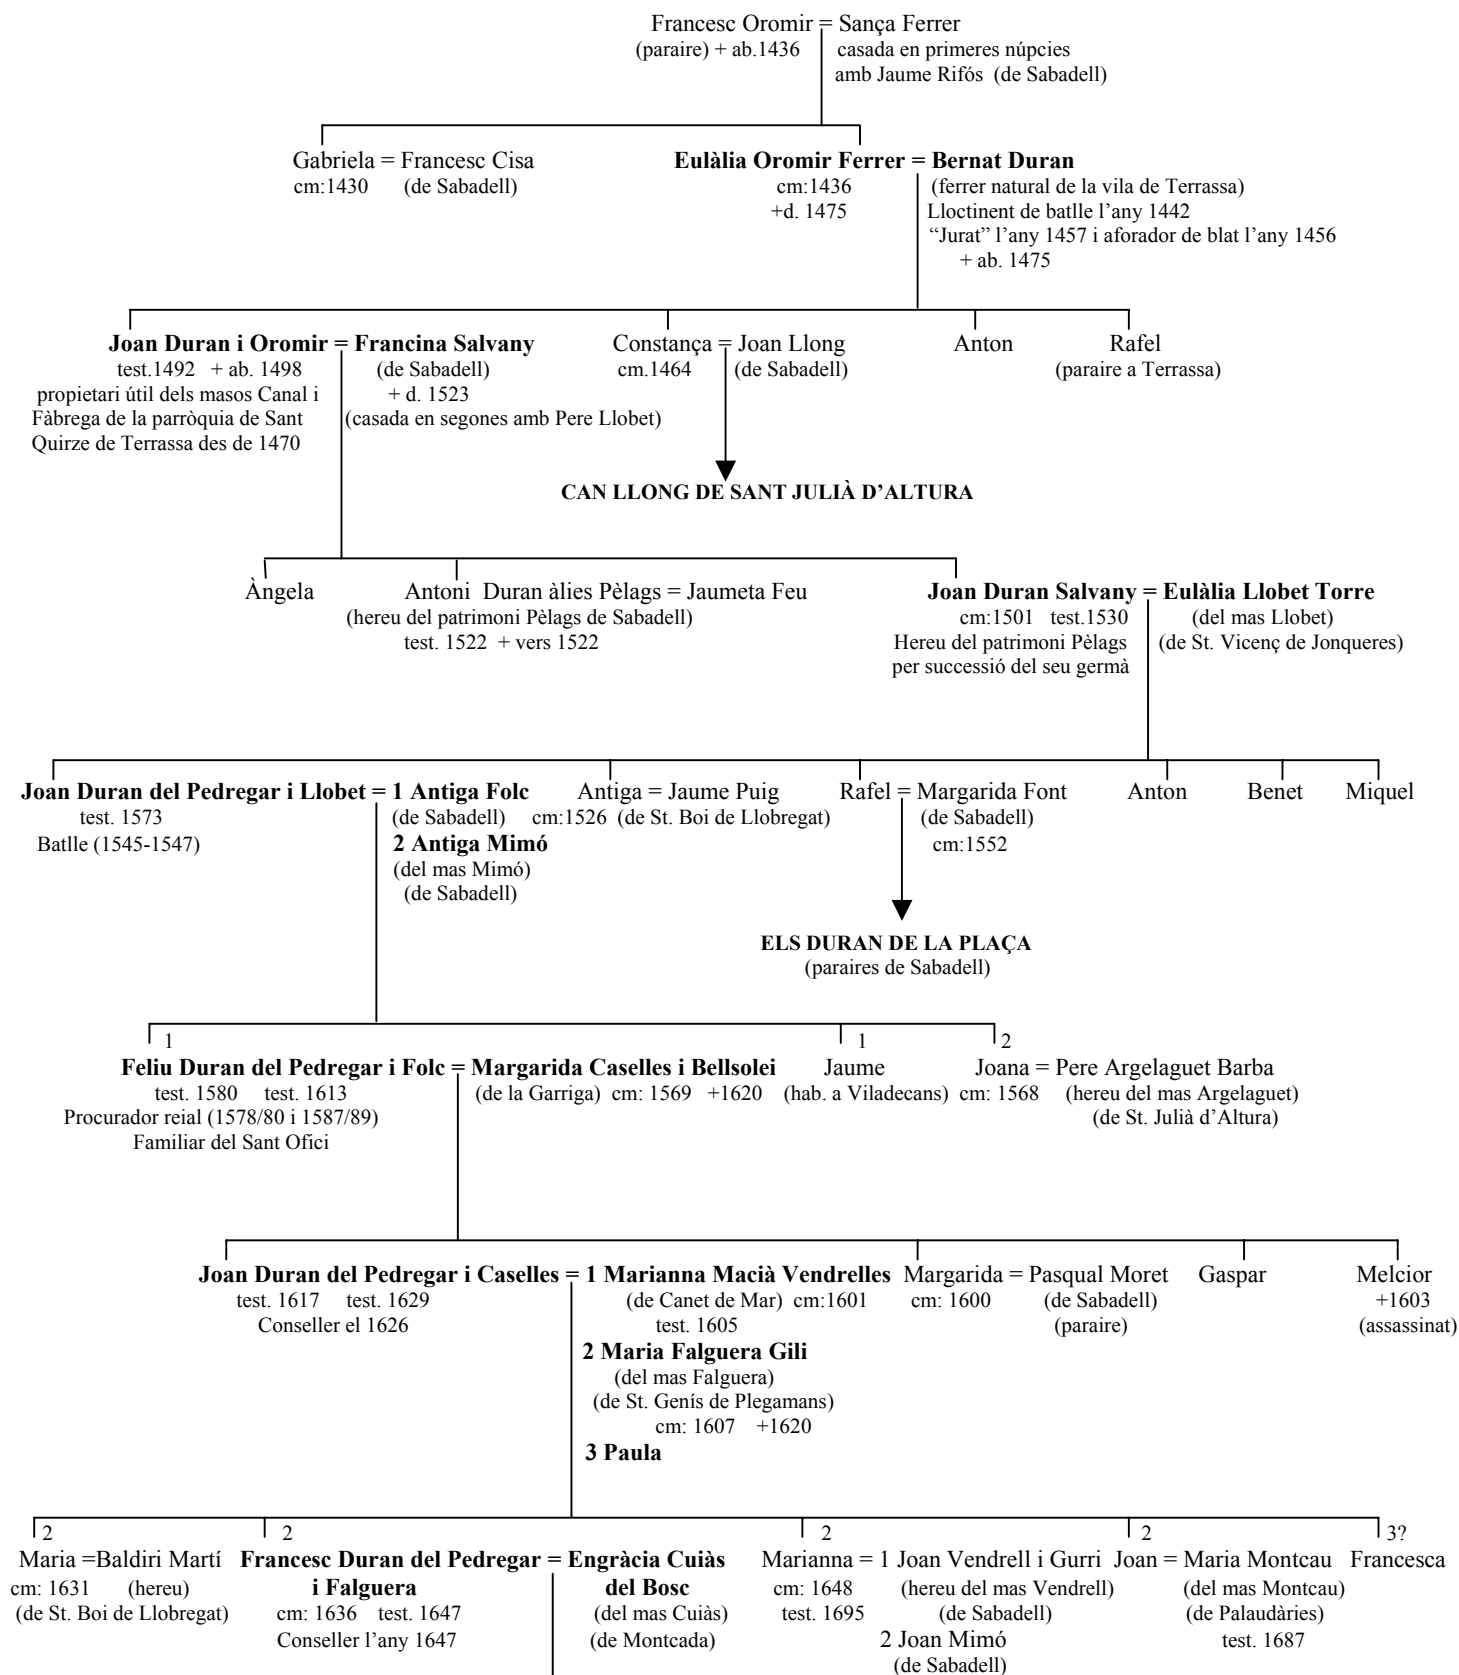 Francesc Oromir = Sança Ferrer
(paraire) + ab.1436 casada en primeres núpcies
amb Jaume Rifós (de Sabadell)
Gabriela = Francesc Cisa Eulàlia Oromir Ferrer = Bernat Duran
cm:1430 (de Sabadell) cm:1436 (ferrer natural de la vila de Terrassa)
+d. 1475 Lloctinent de batlle l’any 1442
“Jurat” l’any 1457 i aforador de blat l’any 1456
+ ab. 1475
Joan Duran i Oromir = Francina Salvany Constança = Joan Llong Anton Rafel
test.1492 + ab. 1498 (de Sabadell) cm.1464 (de Sabadell) (paraire a Terrassa)
propietari útil dels masos Canal i + d. 1523
Fàbrega de la parròquia de Sant (casada en segones amb Pere Llobet)
Quirze de Terrassa des de 1470
CAN LLONG DE SANT JULIÀ D’ALTURA
Àngela Antoni Duran àlies Pèlags = Jaumeta Feu Joan Duran Salvany = Eulàlia Llobet Torre
(hereu del patrimoni Pèlags de Sabadell) cm:1501 test.1530 (del mas Llobet)
test. 1522 + vers 1522 Hereu del patrimoni Pèlags (de St. Vicenç de Jonqueres)
per successió del seu germà
Joan Duran del Pedregar i Llobet = 1 Antiga Folc Antiga = Jaume Puig Rafel = Margarida Font Anton Benet Miquel
test. 1573 (de Sabadell) cm:1526 (de St. Boi de Llobregat) (de Sabadell)
Batlle (1545-1547) 2 Antiga Mimó cm:1552
(del mas Mimó)
(de Sabadell)
ELS DURAN DE LA PLAÇA
(paraires de Sabadell)
1 1 2
Feliu Duran del Pedregar i Folc = Margarida Caselles i Bellsolei Jaume Joana = Pere Argelaguet Barba
test. 1580 test. 1613 (de la Garriga) cm: 1569 +1620 (hab. a Viladecans) cm: 1568 (hereu del mas Argelaguet)
Procurador reial (1578/80 i 1587/89) (de St. Julià d’Altura)
Familiar del Sant Ofici
Joan Duran del Pedregar i Caselles = 1 Marianna Macià Vendrelles Margarida = Pasqual Moret Gaspar Melcior
test. 1617 test. 1629 (de Canet de Mar) cm:1601 cm: 1600 (de Sabadell) +1603
Conseller el 1626 test. 1605 (paraire) (assassinat)
2 Maria Falguera Gili
(del mas Falguera)
(de St. Genís de Plegamans)
cm: 1607 +1620
3 Paula
2 2 2 2 3?
Maria =Baldiri Martí Francesc Duran del Pedregar = Engràcia Cuiàs Marianna = 1 Joan Vendrell i Gurri Joan = Maria Montcau Francesca
cm: 1631 (hereu) i Falguera del Bosc cm: 1648 (hereu del mas Vendrell) (del mas Montcau)
(de St. Boi de Llobregat) cm: 1636 test. 1647 (del mas Cuiàs) test. 1695 (de Sabadell) (de Palaudàries)
Conseller l’any 1647 (de Montcada) 2 Joan Mimó test. 1687
(de Sabadell)